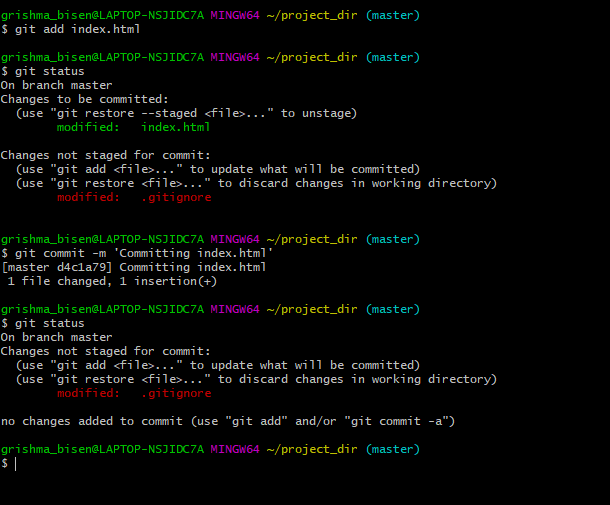 grishma_bisen@LAPTOP-NSJIDC7A MINGW64 ~/project_dir (master)
$ git add index.html
grishma_bisen@LAPTOP-NSJIDC7A MINGW64 ~/project_dir (master)
$ git status
On branch master
Changes to be committed:
  (use "git restore --staged <file>..." to unstage)
        modified:   index.html
Changes not staged for commit:
  (use "git add <file>..." to update what will be committed)
  (use "git restore <file>..." to discard changes in working directory)
        modified:   .gitignore
grishma_bisen@LAPTOP-NSJIDC7A MINGW64 ~/project_dir (master)
$ git commit -m 'Committing index.html'
[master d4c1a79] Committing index.html
 1 file changed, 1 insertion(+)
grishma_bisen@LAPTOP-NSJIDC7A MINGW64 ~/project_dir (master)
$ git status
On branch master
Changes not staged for commit:
  (use "git add <file>..." to update what will be committed)
  (use "git restore <file>..." to discard changes in working directory)
        modified:   .gitignore
no changes added to commit (use "git add" and/or "git commit -a")
grishma_bisen@LAPTOP-NSJIDC7A MINGW64 ~/project_dir (master)
$